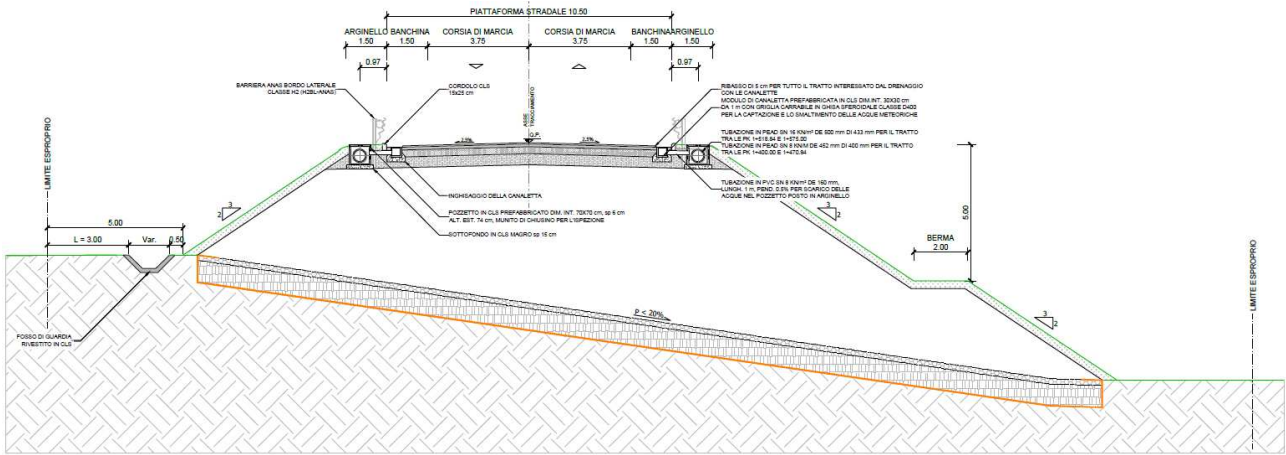 PIATTAFORMA STRADALE 10.50
ARGINELLO BANCHINA CORSIA DI MARCIA CORSIA DI MARCIA BANCHINA ARGINELLO
1.50 1.50 3.75 3.75 1.50 1.50
0.97 0.97
BARRIERA ANAS BORDO LATERALE
CLASSE H2 (H2BL-ANAS)
CORDOLO CLS
15x25 cm
ASSE
TRACCIAMENTO
RIBASSO DI 5 cm PER TUTTO IL TRATTO INTERESSATO DAL DRENAGGIO
CON LE CANALETTE
MODULO DI CANALETTA PREFABBRICATA IN CLS DIM.INT. 30X30 cm
DA 1 m CON GRIGLIA CARRABILE IN GHISA SFEROIDALE CLASSE D400
PER LA CAPTAZIONE E LO SMALTIMENTO DELLE ACQUE METEORICHE
2.5% G.P. 2.5%
TUBAZIONE IN PEAD SN 16 KN/m² DE 500 mm DI 433 mm PER IL TRATTO
TRA LE PK 1+518.84 E 1+575.00
TUBAZIONE IN PEAD SN 8 KN/m DE 452 mm DI 400 mm PER IL TRATTO
TRA LE PK 1+400.00 E 1+470.94
TUBAZIONE IN PVC SN 8 KN/m² DE 160 mm,
LUNGH. 1 m, PEND. 0.5% PER SCARICO DELLE
ACQUE NEL POZZETTO POSTO IN ARGINELLO
INGHISAGGIO DELLA CANALETTA
POZZETTO IN CLS PREFABBRICATO DIM. INT. 70X70 cm, sp 5 cm
ALT. EST. 74 cm, MUNITO DI CHIUSINO PER L'ISPEZIONE
SOTTOFONDO IN CLS MAGRO sp 15 cm
LIMITE ESPROPRIO
3
2
3
2
5.00
5.00
L = 3.00 Var. 0.50
BERMA
2.00
LIMITE ESPROPRIO
3
2
P < 20%
FOSSO DI GUARDIA
RIVESTITO IN CLS